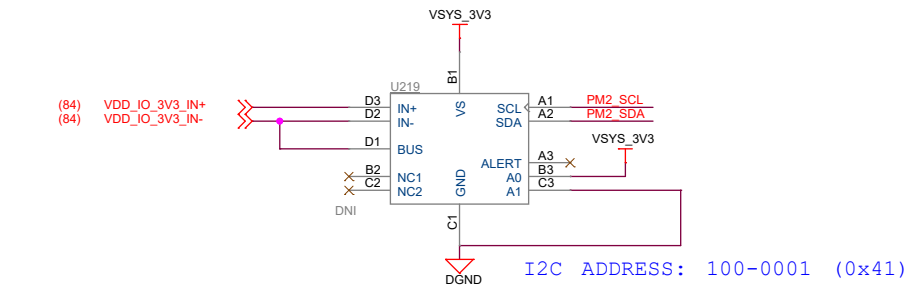 VSYS_3V3
U219
B1
(84) VDD_IO_3V3_IN+ D3 IN+ VS SCL A1 PM2_SCL
(84) VDD_IO_3V3_IN- D2 IN- SDA A2 PM2_SDA
VSYS_3V3
D1 BUS
ALERT A3
B2 NC1 A0 B3
C2 NC2 GND A1 C3
DNI
C1
I2C ADDRESS: 100-0001 (0x41)
DGND